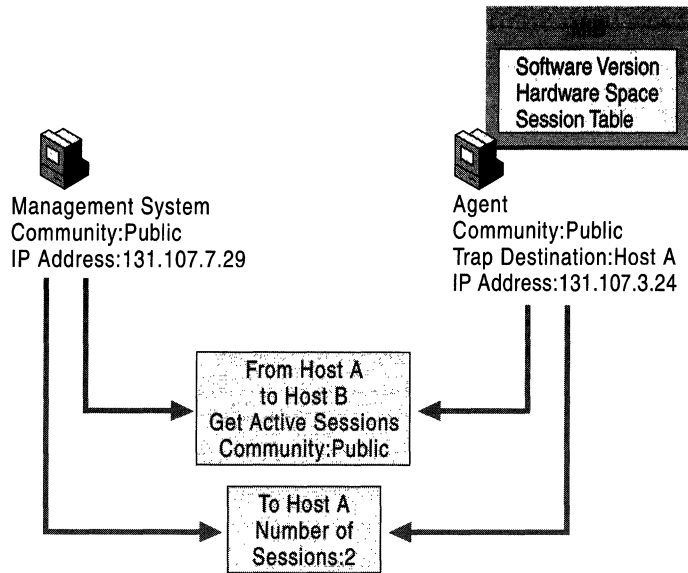 MIB
Software Version
Hardware Space
Session Table
Management System
Community:Public
IP Address:131.107.7.29
Agent
Community:Public
Trap Destination:Host A
IP Address:131.107.3.24
From Host A
to Host B
Get Active Sessions
Community:Public
To Host A
Number of
Sessions:2